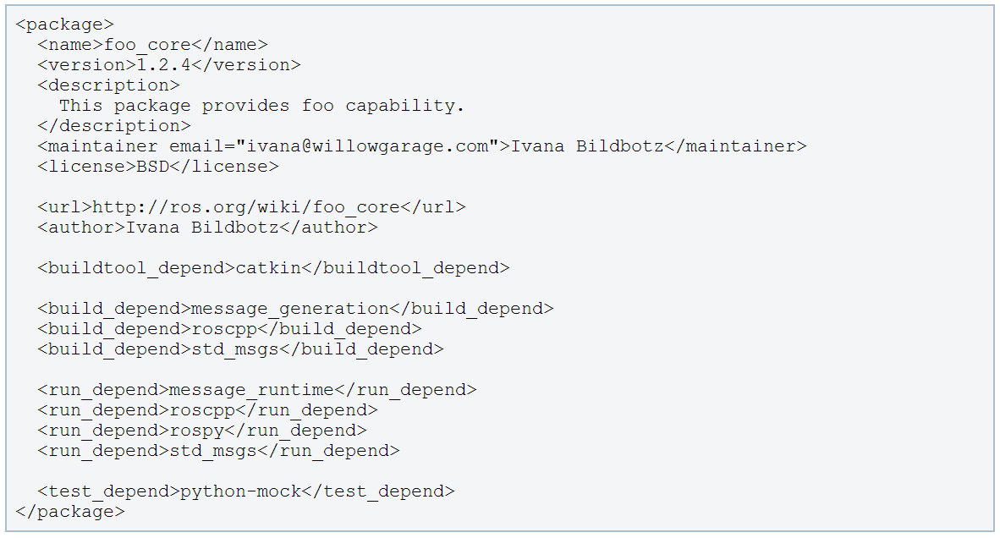 <package>
  <name>foo_core</name>
  <version>1.2.4</version>
  <description>
    This package provides foo capability.
  </description>
  <maintainer email="ivana@willowgarage.com">Ivana Bildbotz</maintainer>
  <license>BSD</license>

  <url>http://ros.org/wiki/foo_core</url>
  <author>Ivana Bildbotz</author>

  <buildtool_depend>catkin</buildtool_depend>

  <build_depend>message_generation</build_depend>
  <build_depend>roscpp</build_depend>
  <build_depend>std_msgs</build_depend>

  <run_depend>message_runtime</run_depend>
  <run_depend>roscpp</run_depend>
  <run_depend>rospy</run_depend>
  <run_depend>std_msgs</run_depend>

  <test_depend>python-mock</test_depend>
</package>